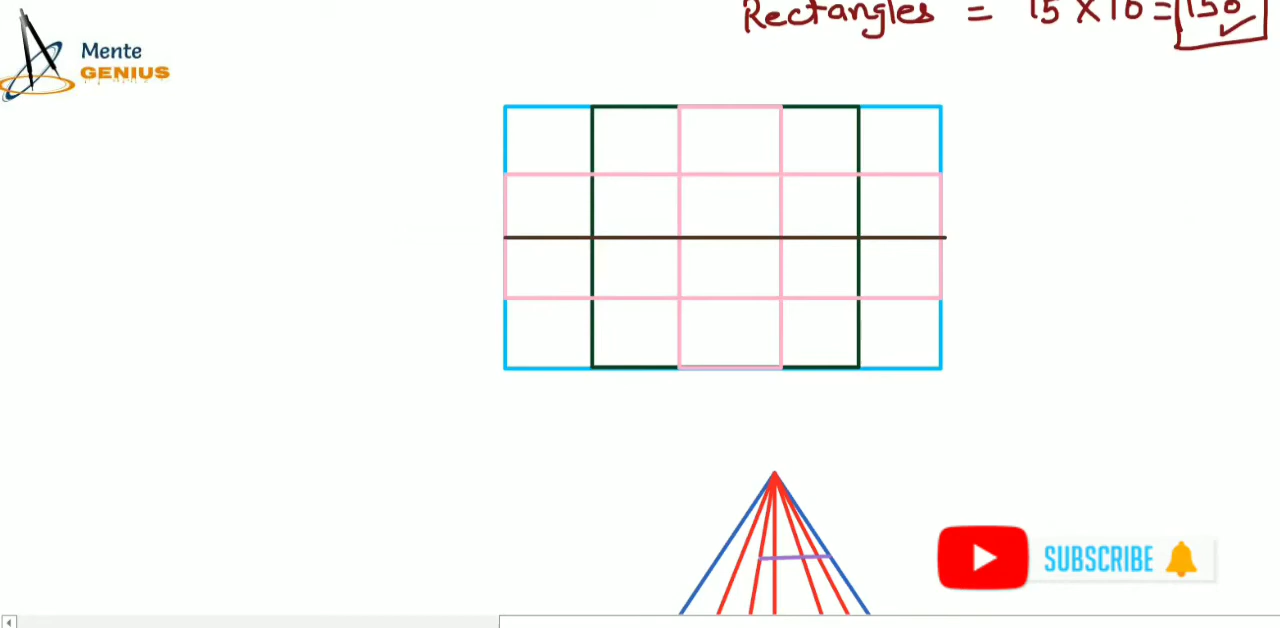 Rectangles = 15 × 10 = 150
Mente
GENIUS
SUBSCRIBE